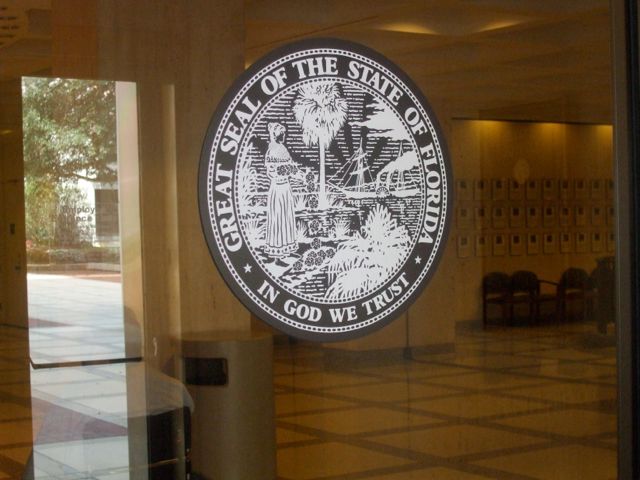 GREAT SEAL OF THE STATE OF FLORIDA
IN GOD WE TRUST